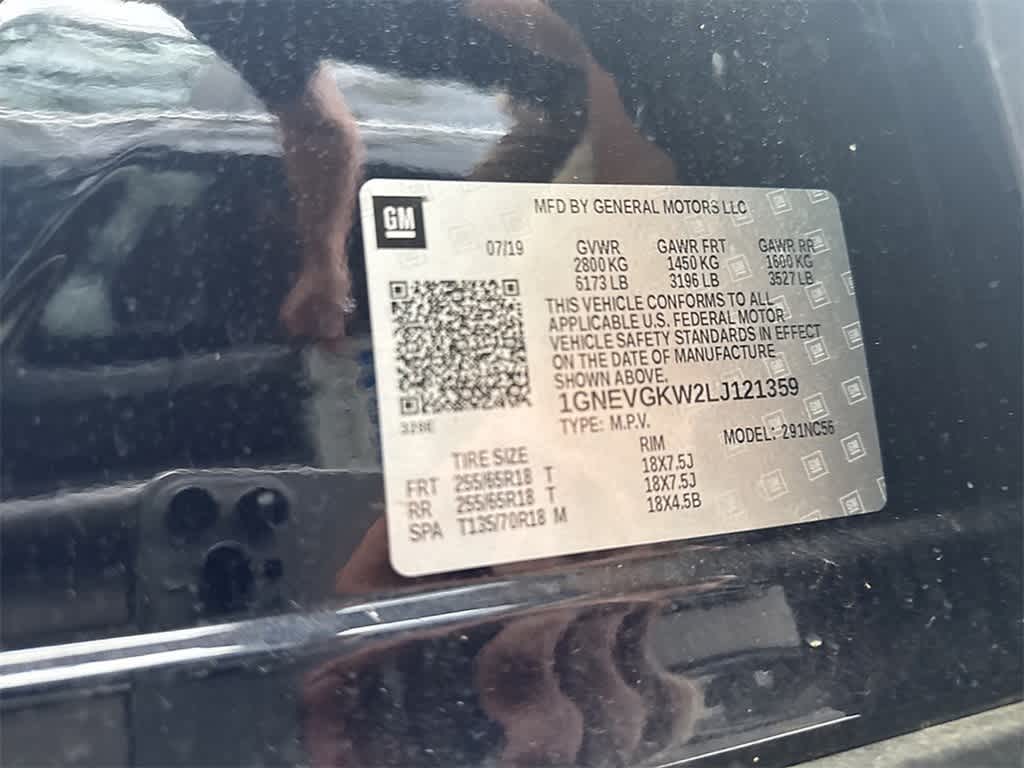 GM
MFD BY GENERAL MOTORS LLC
07/19 GVWR GAWR FRT GAWR RR
2800 KG 1450 KG 1600 KG
6173 LB 3196 LB 3527 LB
THIS VEHICLE CONFORMS TO ALL
APPLICABLE U.S. FEDERAL MOTOR
VEHICLE SAFETY STANDARDS IN EFFECT
ON THE DATE OF MANUFACTURE
SHOWN ABOVE.
1GNEVGKW2LJ121359
TYPE: M.P.V. MODEL: 291NC56
TIRE SIZE RIM
FRT 255/65R18 T 18X7.5J
RR 255/65R18 T 18X7.5J
SPA T135/70R18 M 18X4.5B